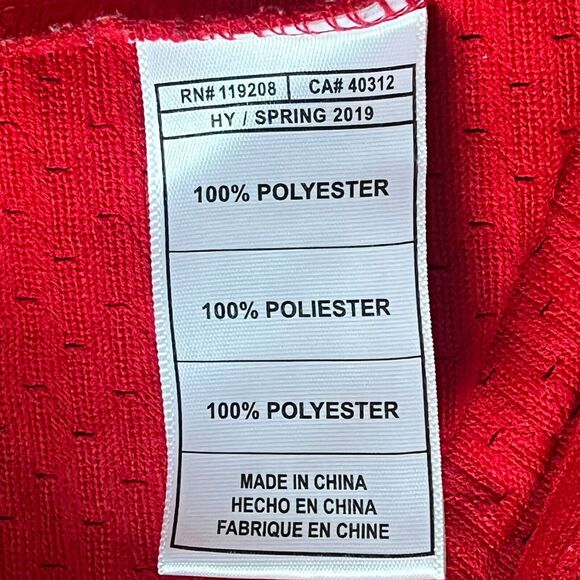 RN# 119208 | CA# 40312
HY / SPRING 2019
100% POLYESTER
100% POLIESTER
100% POLYESTER
MADE IN CHINA
HECHO EN CHINA
FABRIQUE EN CHINE